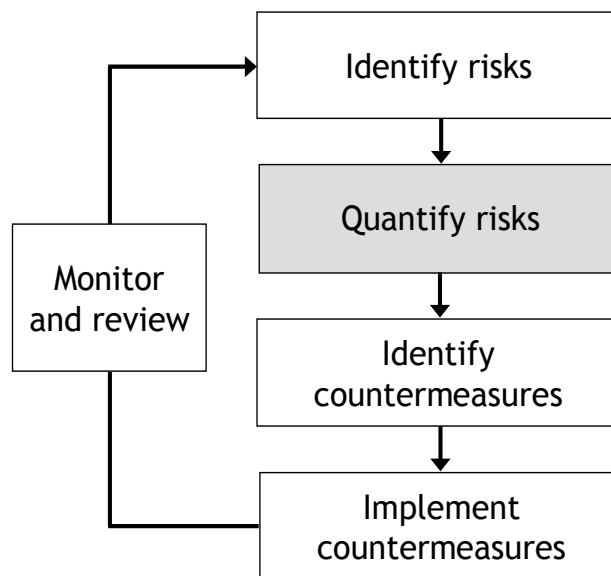 Identify risks
Quantify risks
Monitor
and review
Identify
countermeasures
Implement
countermeasures